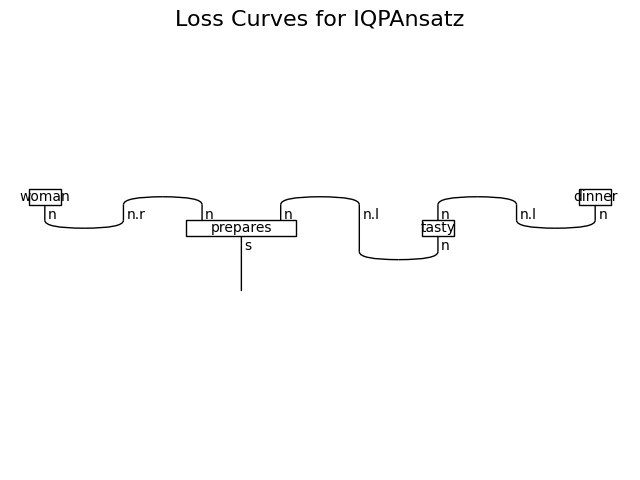 Loss Curves for IQPAnsatz
woman dinner
n n.r n n n.l n n.l n
prepares tasty
s n